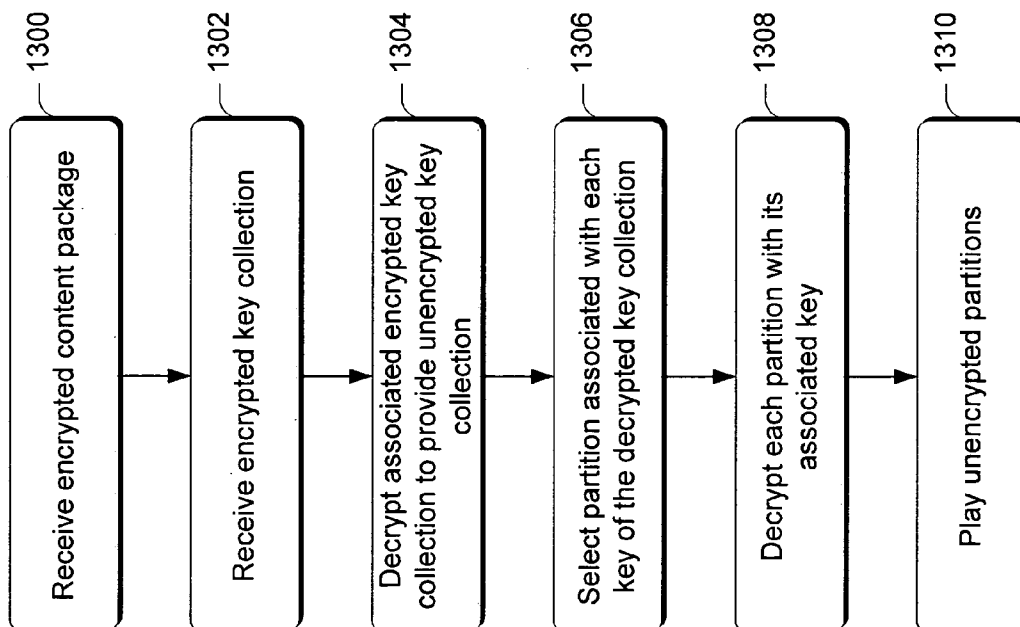 1300
Receive encrypted content package
1302
Receive encrypted key collection
1304
Decrypt associated encrypted key
collection to provide unencrypted key
collection
1306
Select partition associated with each
key of the decrypted key collection
1308
Decrypt each partition with its
associated key
1310
Play unencrypted partitions